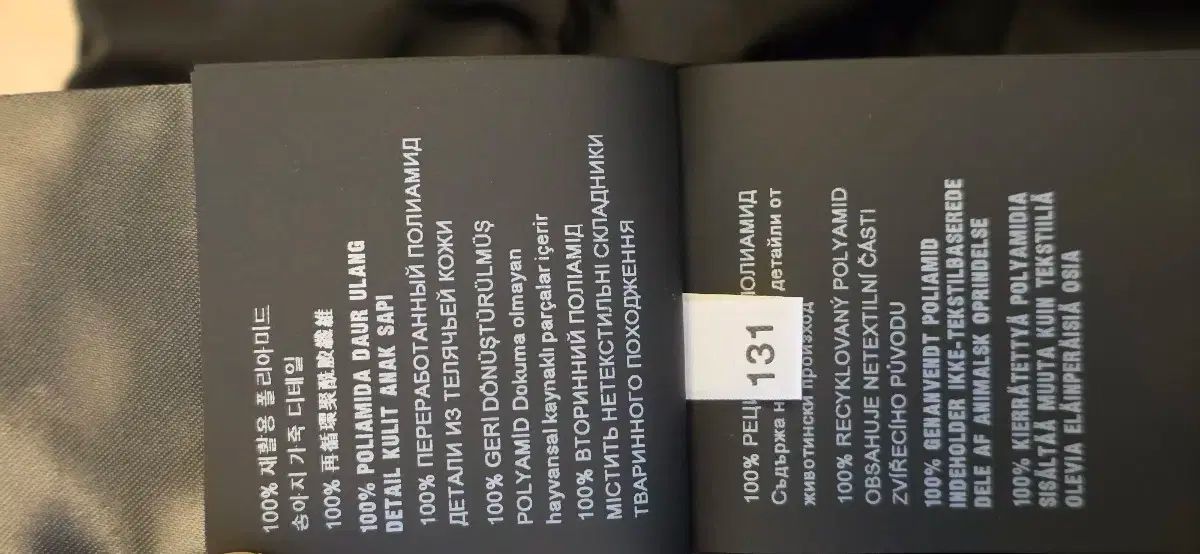 100% 재활용 폴리아미드
송아지가죽 디테일
100% 再循環聚酰胺纖維
100% POLIAMIDA DAUR ULANG
DETAIL KULIT ANAK SAPI
100% ПЕРЕРАБОТАННЫЙ ПОЛИАМИД
ДЕТАЛИ ИЗ ТЕЛЯЧЬЕЙ КОЖИ
100% GERİ DÖNÜŞTÜRÜLMÜŞ
POLYAMİD Dokuma olmayan
hayvansal kaynaklı parçalar içerir
100% ВТОРИННИЙ ПОЛІАМІД
МІСТИТЬ НЕТЕКСТИЛЬНІ СКЛАДНИКИ
ТВАРИННОГО ПОХОДЖЕННЯ
100% ПОЛИАМИД
Съдържа детайли от
животински
131
100% RECYKLOVANÝ POLYAMID
OBSAHUJE NETEXTILNÍ ČÁSTI
ZVÍŘECÍHO PŮVODU
100% GENANVENDT POLIAMID
INDEHOLDER IKKE-TEKSTILBASEREDE
DELE AF ANIMALSK OPRINDELSE
100% KIERRÄTETTYÄ POLYAMIDIA
SISÄLTÄÄ MUUTA KUIN TEKSTIILIÄ
OLEVIA ELÄINPERÄISIÄ OSIA